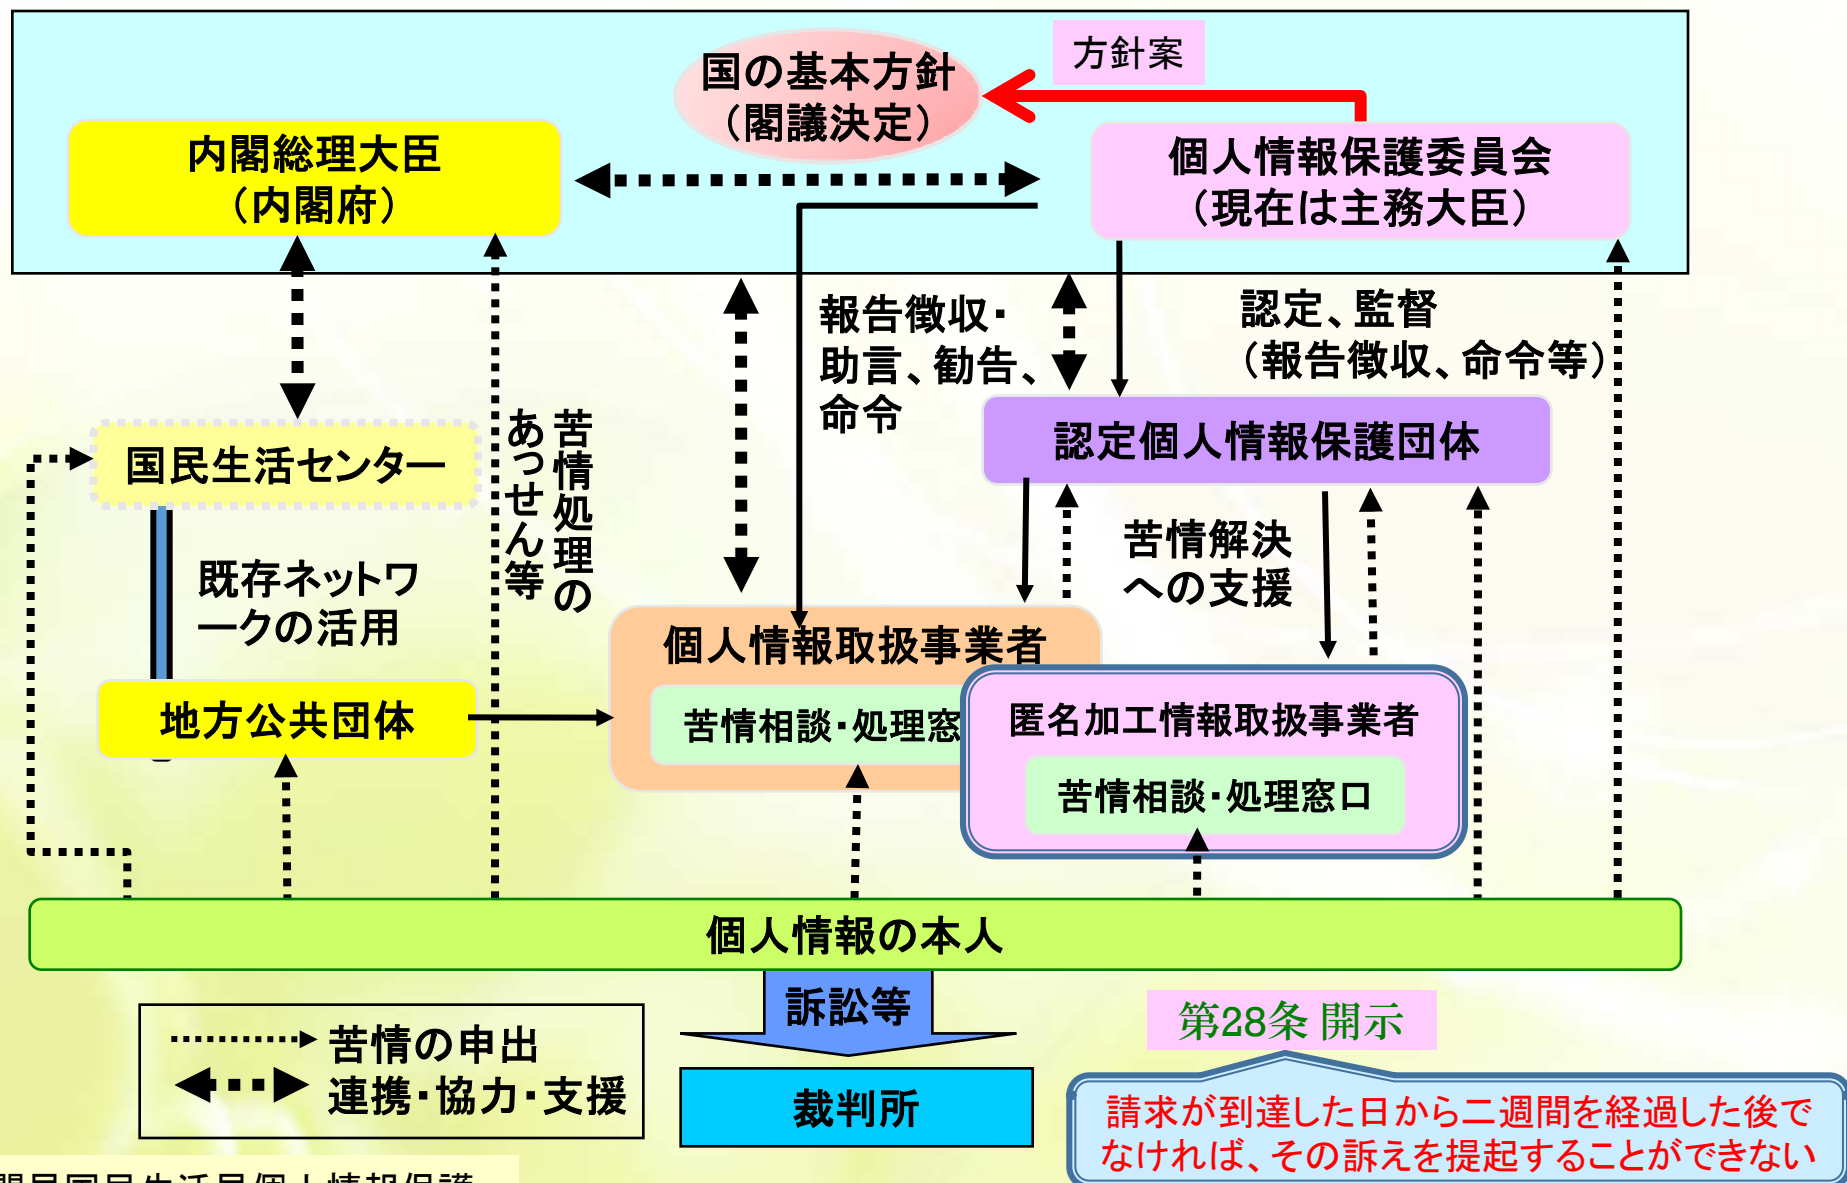 国の基本方針
（閣議決定）
方針案
内閣総理大臣
（内閣府）
個人情報保護委員会
（現在は主務大臣）
報告徴収・
助言、勧告、
命令
認定、監督
（報告徴収、命令等）
国民生活センター
苦情処理の
あっせん等
認定個人情報保護団体
既存ネットワ
ークの活用
苦情解決
への支援
個人情報取扱事業者
苦情相談・処理窓
地方公共団体
匿名加工情報取扱事業者
苦情相談・処理窓口
個人情報の本人
訴訟等
裁判所
苦情の申出
連携・協力・支援
第28条 開示
請求が到達した日から二週間を経過した後で
なければ、その訴えを提起することができない